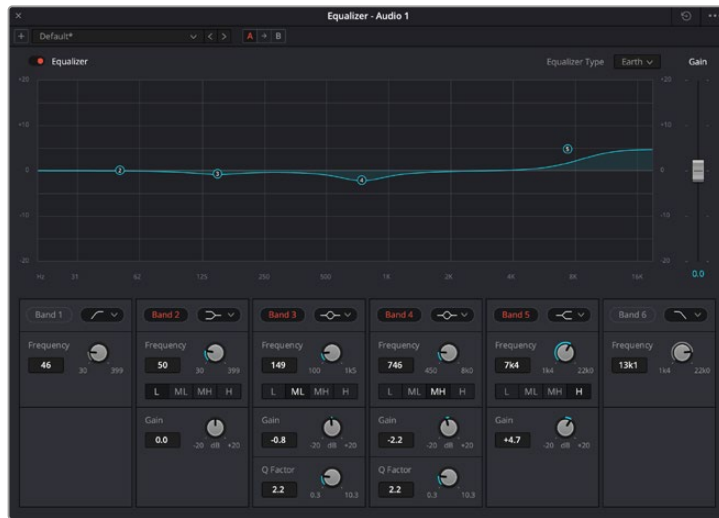 Equalizer - Audio 1
+ Default* A B
Equalizer Equalizer Type Earth Gain
+20 +20
+10 +10
0 0
-10 -10
-20 -20
2 3 4 5
Hz 31 62 125 250 500 1K 2K 4K 8K 16K 0.0
Band 1 Band 2 Band 3 Band 4 Band 5 Band 6
Frequency Frequency Frequency Frequency Frequency Frequency
46 30 399 50 30 399 149 100 1k5 746 450 8k0 7k4 1k4 22k0 13k1 1k4 22k0
L ML MH H L ML MH H L ML MH H L ML MH H
Gain Gain Gain Gain
0.0 -20 dB +20 -0.8 -20 dB +20 -2.2 -20 dB +20 +4.7 -20 dB +20
Q Factor Q Factor
2.2 0.3 10.3 2.2 0.3 10.3